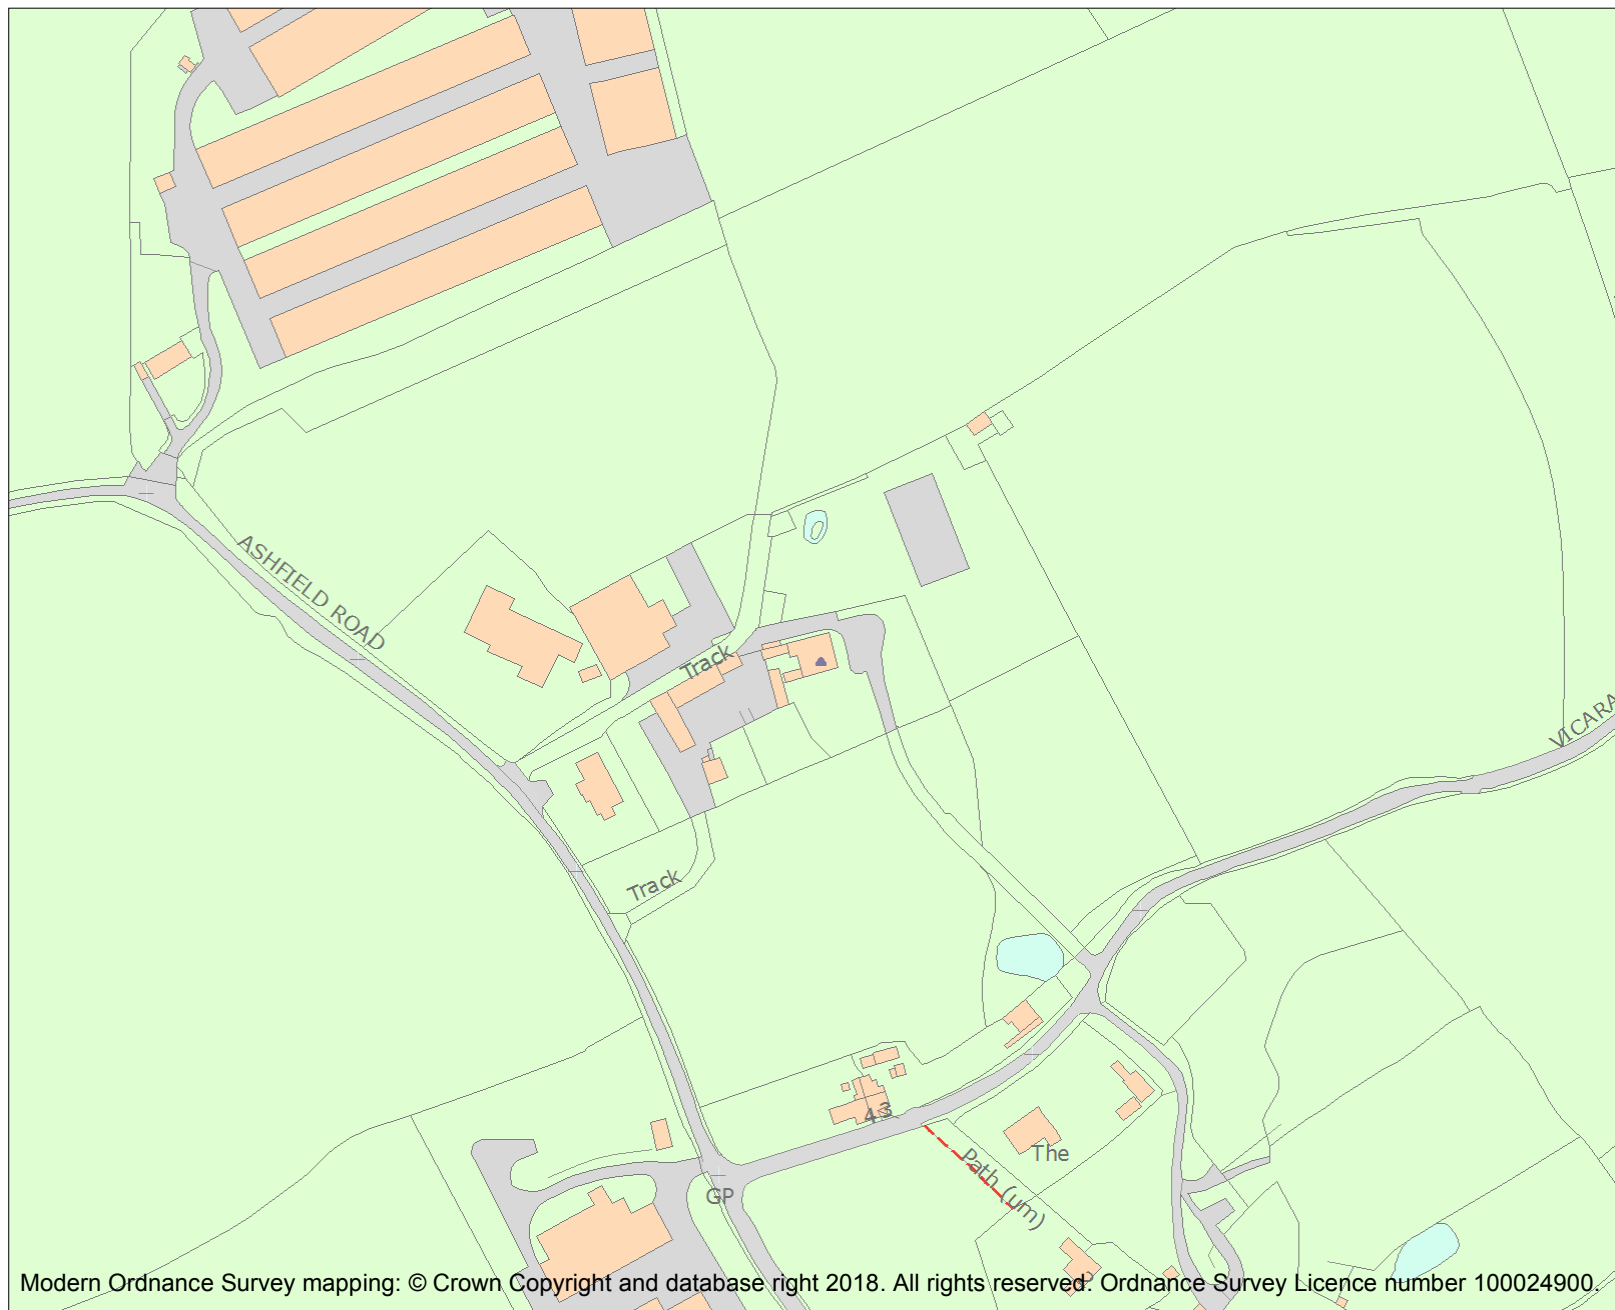 ASHFIELD ROAD
Track
VICARA
Track
43
The
Path (um)
GP
Modern Ordnance Survey mapping: © Crown Copyright and database right 2018. All rights reserved. Ordnance Survey Licence number 100024900.